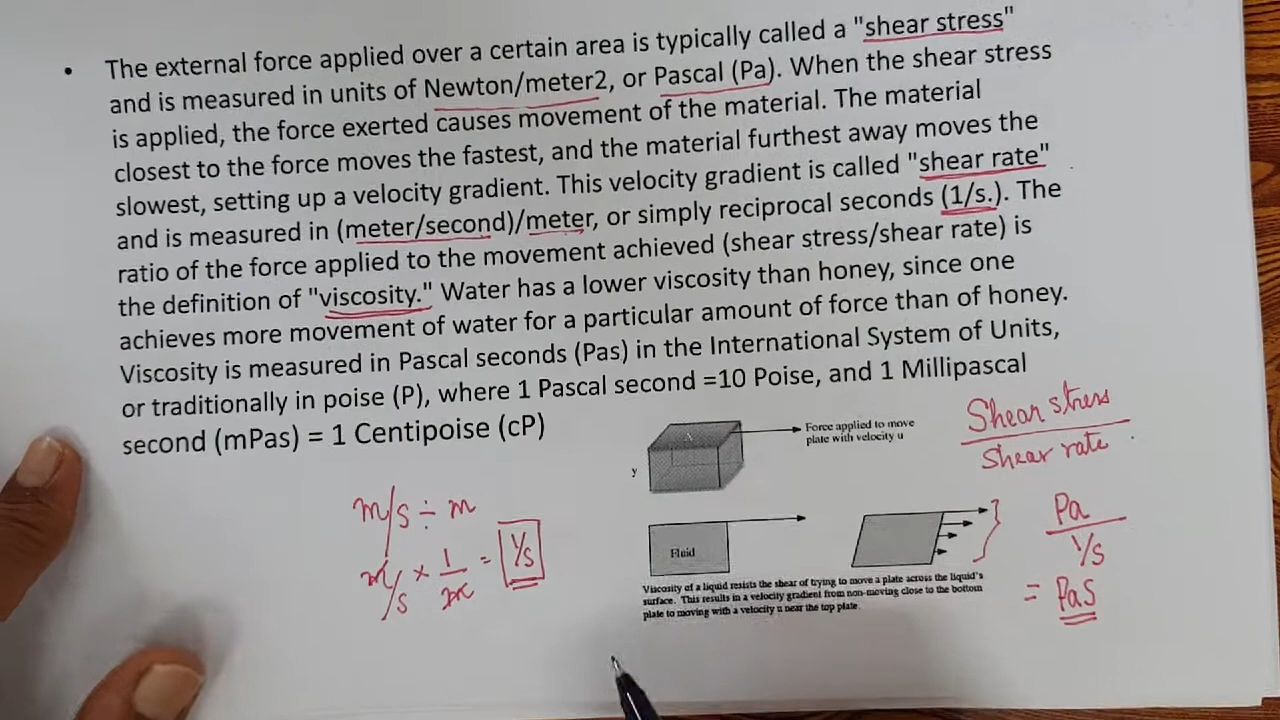 • The external force applied over a certain area is typically called a "shear stress"
and is measured in units of Newton/meter2, or Pascal (Pa). When the shear stress
is applied, the force exerted causes movement of the material. The material
closest to the force moves the fastest, and the material furthest away moves the
slowest, setting up a velocity gradient. This velocity gradient is called "shear rate"
and is measured in (meter/second)/meter, or simply reciprocal seconds (1/s.). The
ratio of the force applied to the movement achieved (shear stress/shear rate) is
the definition of "viscosity." Water has a lower viscosity than honey, since one
achieves more movement of water for a particular amount of force than of honey.
Viscosity is measured in Pascal seconds (Pas) in the International System of Units,
or traditionally in poise (P), where 1 Pascal second =10 Poise, and 1 Millipascal
second (mPas) = 1 Centipoise (cP)
A
Force applied to move
plate with velocity u
y
Fluid
Viscosity of a liquid resists the shear of trying to move a plate across the liquid's
surface. This results in a velocity gradient from non-moving close to the bottom
plate to moving with a velocity u near the top plate.
m/s ÷ m
m/s × 1/m = 1/s
Shear stress
Shear rate
Pa
1/s
= PaS